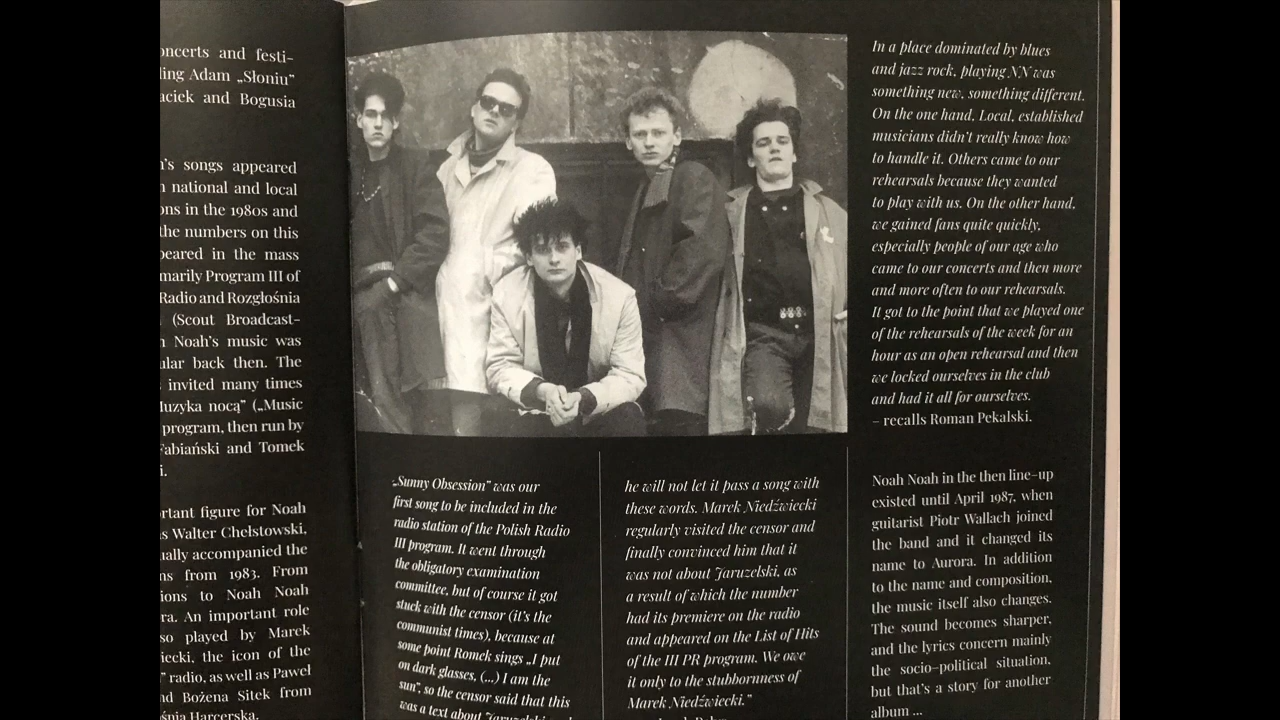 oncerts and festi-
ling Adam „Słoniu”
aciek and Bogusia
n's songs appeared
n national and local
ons in the 1980s and
the numbers on this
peared in the mass
marily Program III of
Radio and Rozgłośnia
(Scout Broadcast-
n Noah's music was
ular back then. The
invited many times
Muzyka nocą” („Music
program, then run by
Fabiański and Tomek
i.
ortant figure for Noah
s Walter Chełstowski,
ually accompanied the
ns from 1983. From
ions to Noah Noah
ra. An important role
so played by Marek
iecki, the icon of the
” radio, as well as Paweł
nd Bożena Sitek from
śnia Harcerska.
„Sunny Obsession” was our
first song to be included in the
radio station of the Polish Radio
III program. It went through
the obligatory examination
committee, but of course it got
stuck with the censor (it's the
communist times), because at
some point Romek sings „I put
on dark glasses, (...) I am the
sun”, so the censor said that this
was a text about Jaruzelski and
he will not let it pass a song with
these words. Marek Niedźwiecki
regularly visited the censor and
finally convinced him that it
was not about Jaruzelski, as
a result of which the number
had its premiere on the radio
and appeared on the List of Hits
of the III PR program. We owe
it only to the stubbornness of
Marek Niedźwiecki.”
In a place dominated by blues
and jazz rock, playing NN was
something new, something different.
On the one hand, Local, established
musicians didn't really know how
to handle it. Others came to our
rehearsals because they wanted
to play with us. On the other hand,
we gained fans quite quickly,
especially people of our age who
came to our concerts and then more
and more often to our rehearsals.
It got to the point that we played one
of the rehearsals of the week for an
hour as an open rehearsal and then
we locked ourselves in the club
and had it all for ourselves.
– recalls Roman Pekalski.
Noah Noah in the then line–up
existed until April 1987, when
guitarist Piotr Wallach joined
the band and it changed its
name to Aurora. In addition
to the name and composition,
the music itself also changes.
The sound becomes sharper,
and the lyrics concern mainly
the socio–political situation,
but that's a story for another
album ...